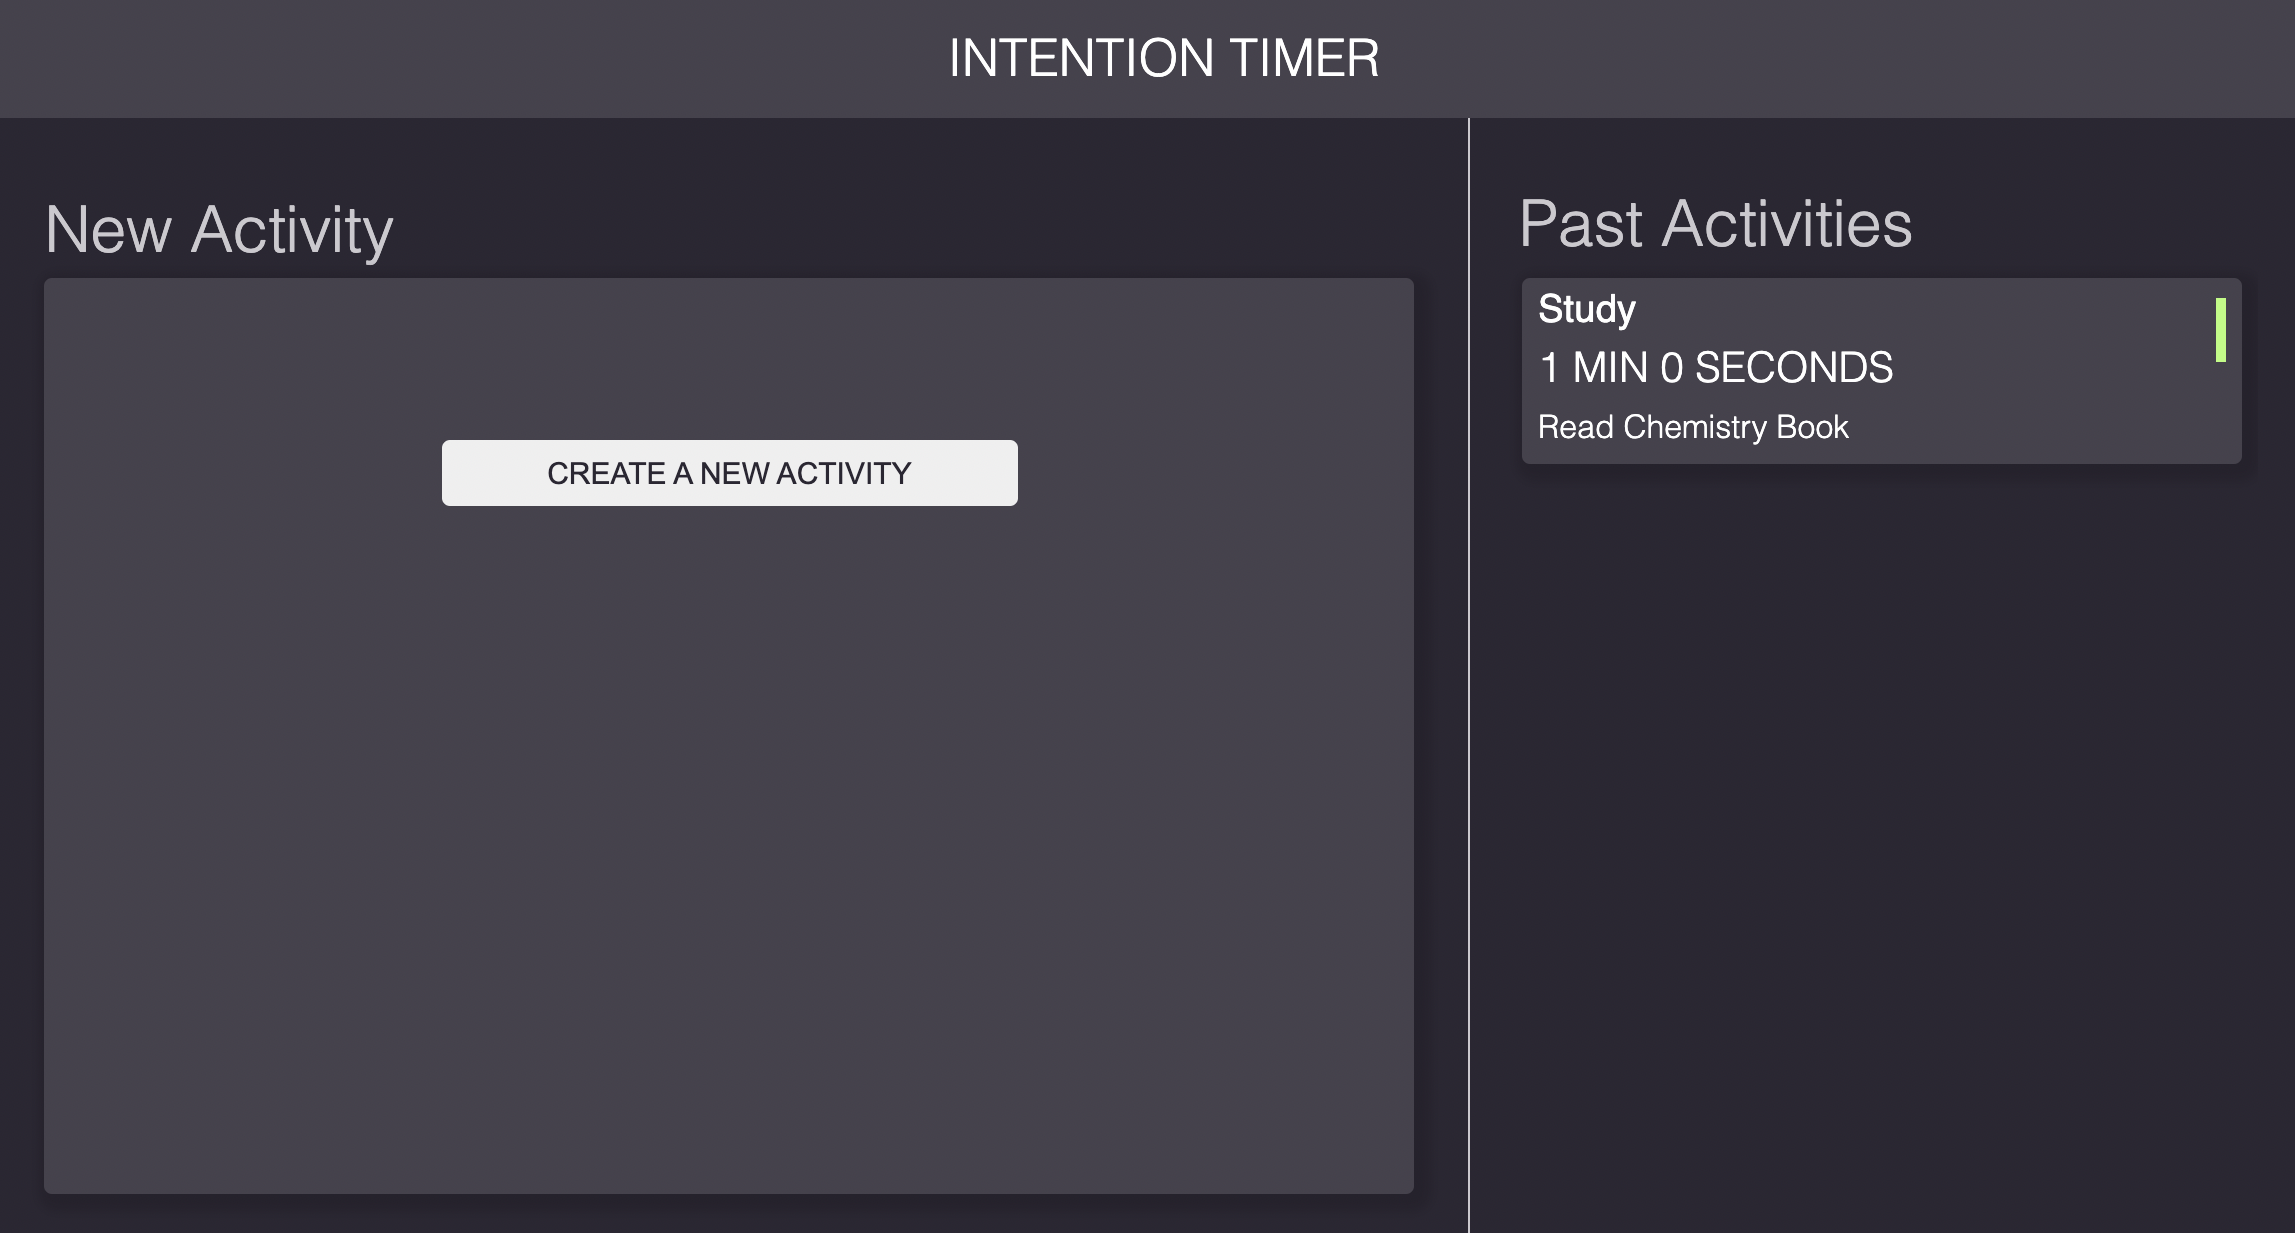 INTENTION TIMER
New Activity
CREATE A NEW ACTIVITY
Past Activities
Study
1 MIN 0 SECONDS
Read Chemistry Book